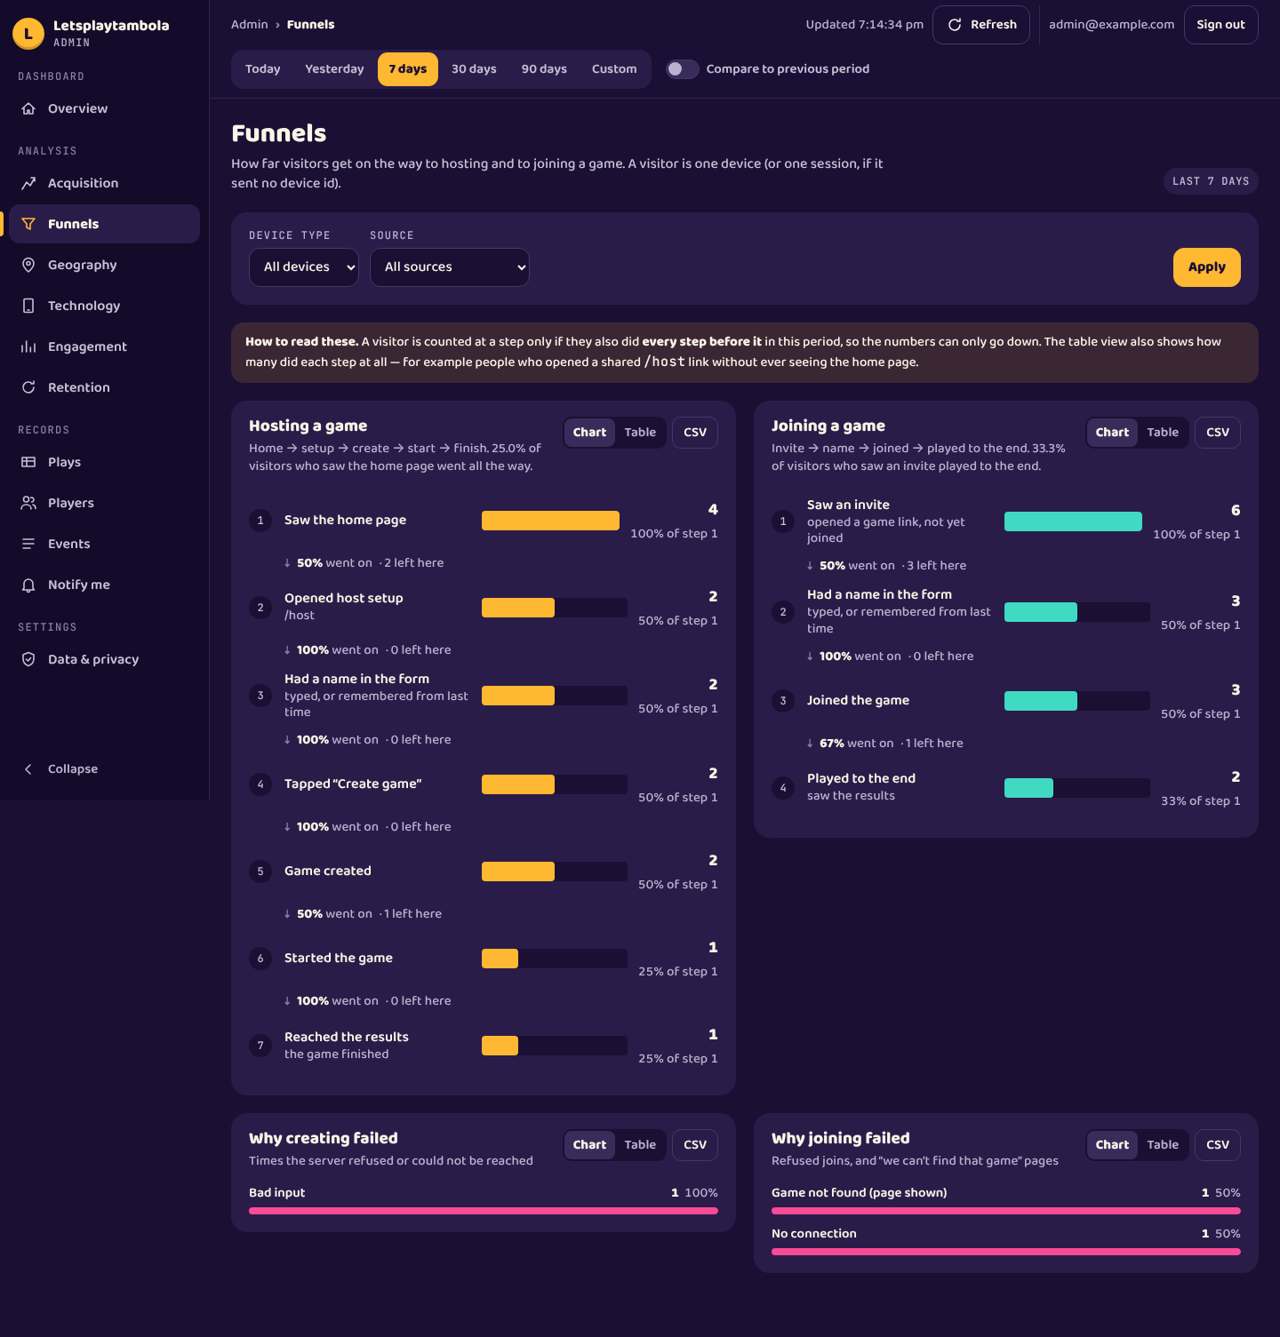 L
Letsplaytambola
ADMIN
DASHBOARD
Overview
ANALYSIS
Acquisition
Funnels
Geography
Technology
Engagement
Retention
RECORDS
Plays
Players
Events
Notify me
SETTINGS
Data & privacy
Collapse
Admin › Funnels
Updated 7:14:34 pm
Refresh
admin@example.com
Sign out
Today
Yesterday
7 days
30 days
90 days
Custom
Compare to previous period
Funnels
How far visitors get on the way to hosting and to joining a game. A visitor is one device (or one session, if it
sent no device id).
LAST 7 DAYS
DEVICE TYPE
SOURCE
All devices
All sources
Apply
How to read these. A visitor is counted at a step only if they also did every step before it in this period, so the numbers can only go down. The table view also shows how
many did each step at all — for example people who opened a shared /host link without ever seeing the home page.
Hosting a game
Home → setup → create → start → finish. 25.0% of
visitors who saw the home page went all the way.
Chart
Table
CSV
1
Saw the home page
4
100% of step 1
↓ 50% went on · 2 left here
2
Opened host setup
/host
2
50% of step 1
↓ 100% went on · 0 left here
3
Had a name in the form
typed, or remembered from last
time
2
50% of step 1
↓ 100% went on · 0 left here
4
Tapped “Create game”
2
50% of step 1
↓ 100% went on · 0 left here
5
Game created
2
50% of step 1
↓ 50% went on · 1 left here
6
Started the game
1
25% of step 1
↓ 100% went on · 0 left here
7
Reached the results
the game finished
1
25% of step 1
Joining a game
Invite → name → joined → played to the end. 33.3%
of visitors who saw an invite played to the end.
Chart
Table
CSV
1
Saw an invite
opened a game link, not yet
joined
6
100% of step 1
↓ 50% went on · 3 left here
2
Had a name in the form
typed, or remembered from last
time
3
50% of step 1
↓ 100% went on · 0 left here
3
Joined the game
3
50% of step 1
↓ 67% went on · 1 left here
4
Played to the end
saw the results
2
33% of step 1
Why creating failed
Times the server refused or could not be reached
Chart
Table
CSV
Bad input
1 100%
Why joining failed
Refused joins, and “we can’t find that game” pages
Chart
Table
CSV
Game not found (page shown)
1 50%
No connection
1 50%